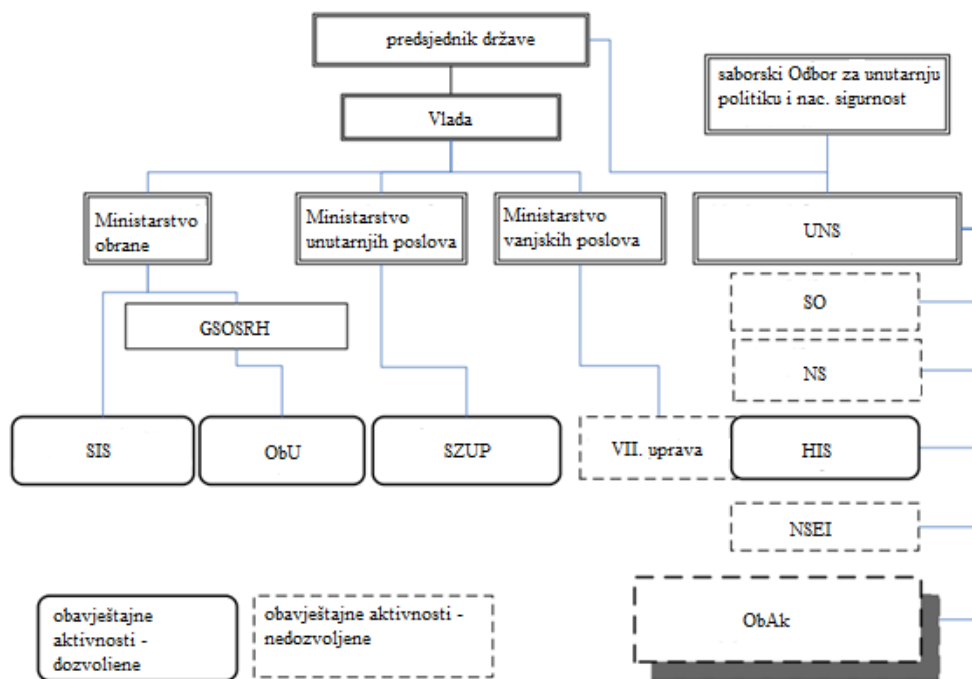 predsjednik države
saborski Odbor za unutarnju
politiku i nac. sigurnost
Vlada
Ministarstvo
obrane
Ministarstvo
unutarnjih poslova
Ministarstvo
vanjskih poslova
UNS
SO
GSOSRH
NS
SIS
ObU
SZUP
VII. uprava
HIS
NSEI
obavještajne
aktivnosti -
dozvoljene
obavještajne aktivnosti -
nedozvoljene
ObAk